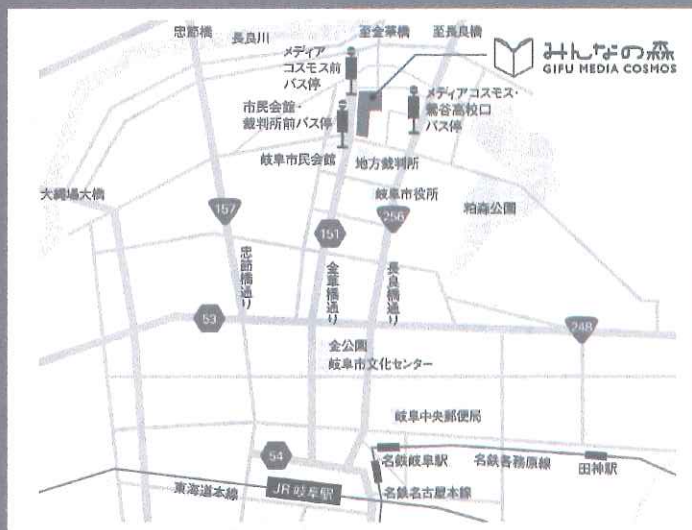 忠節橋
長良川
至金華橋
至長良橋
メディア
コスモス前
バス停
みんなの森
GIFU MEDIA COSMOS
メディアコスモス・
鶯谷高校口
バス停
市民会館・
裁判所前バス停
岐阜市民会館
地方裁判所
大縄場大橋
岐阜市役所
粕森公園
157
256
151
忠節橋通り
金華橋通り
長良橋通り
53
248
金公園
岐阜市文化センター
岐阜中央郵便局
54
名鉄岐阜駅
名鉄各務原線
田神駅
東海道本線
JR 岐阜駅
名鉄名古屋本線